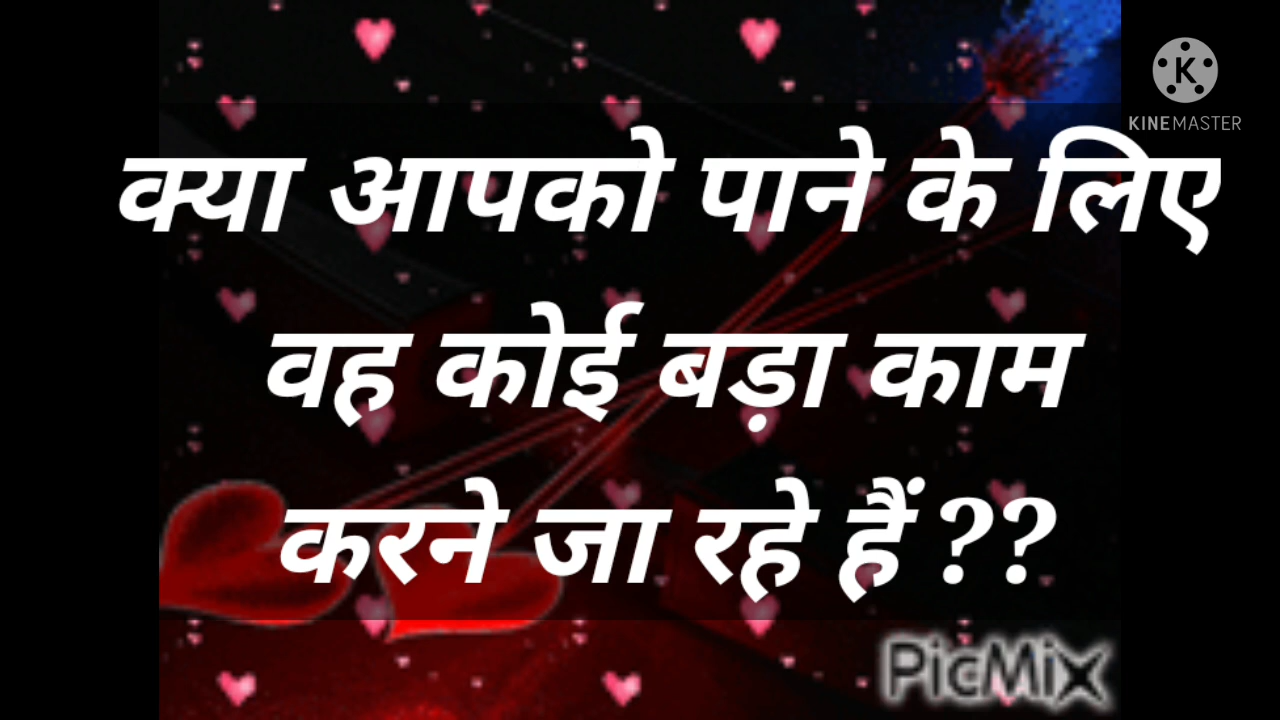 K
KINEMASTER
क्या आपको पाने के लिए
वह कोई बड़ा काम
करने जा रहे हैं ??
PicMix